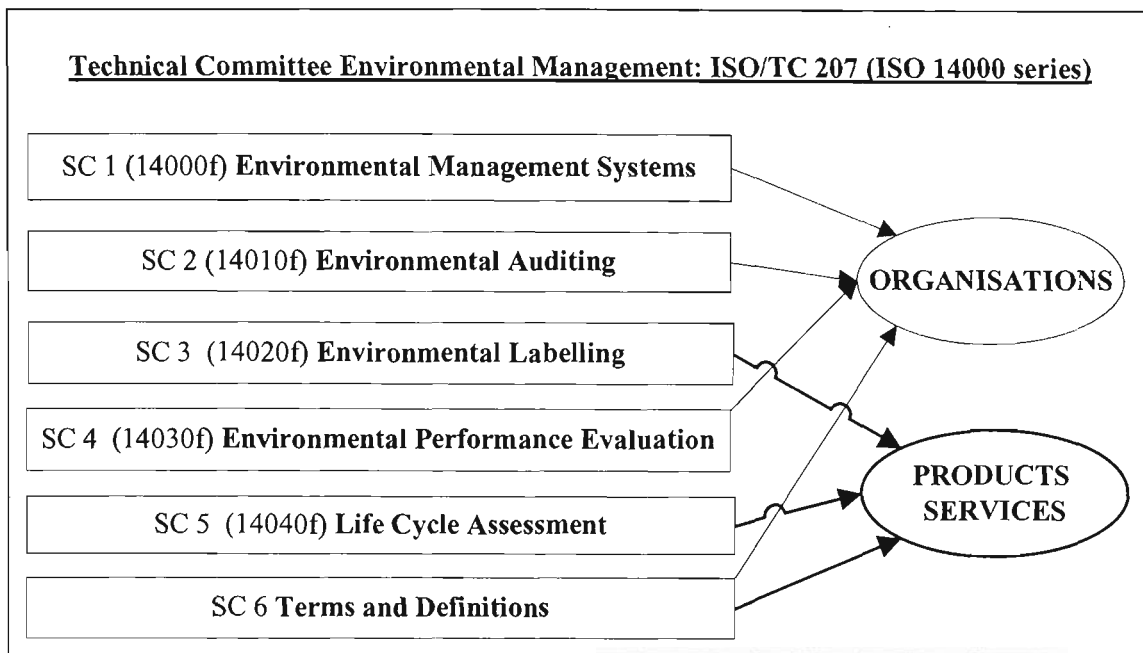 Technical Committee Environmental Management: ISO/TC 207 (ISO 14000 series)
SC 1 (14000f) Environmental Management Systems
SC 2 (14010f) Environmental Auditing
ORGANISATIONS
SC 3 (14020f) Environmental Labelling
SC 4 (14030f) Environmental Performance Evaluation
PRODUCTS
SERVICES
SC 5 (14040f) Life Cycle Assessment
SC 6 Terms and Definitions